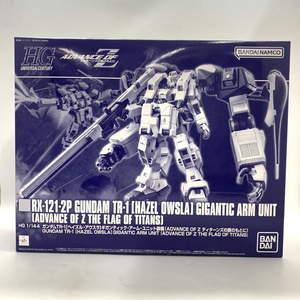 HG
UNIVERSAL CENTURY
ADVANCE OF Z
BANDAI NAMCO
RX-121-2P GUNDAM TR-1 [HAZEL OWSLA] GIGANTIC ARM UNIT
[ADVANCE OF Z THE FLAG OF TITANS]
HG 1/144 ガンダムTR-1[ヘイズル・アウスラ]ギガンティック・アーム・ユニット装備 (ADVANCE OF Z ティターンズの旗のもとに)
GUNDAM TR-1 [HAZEL OWSLA] GIGANTIC ARM UNIT (ADVANCE OF Z THE FLAG OF TITANS)
BAN
DAI